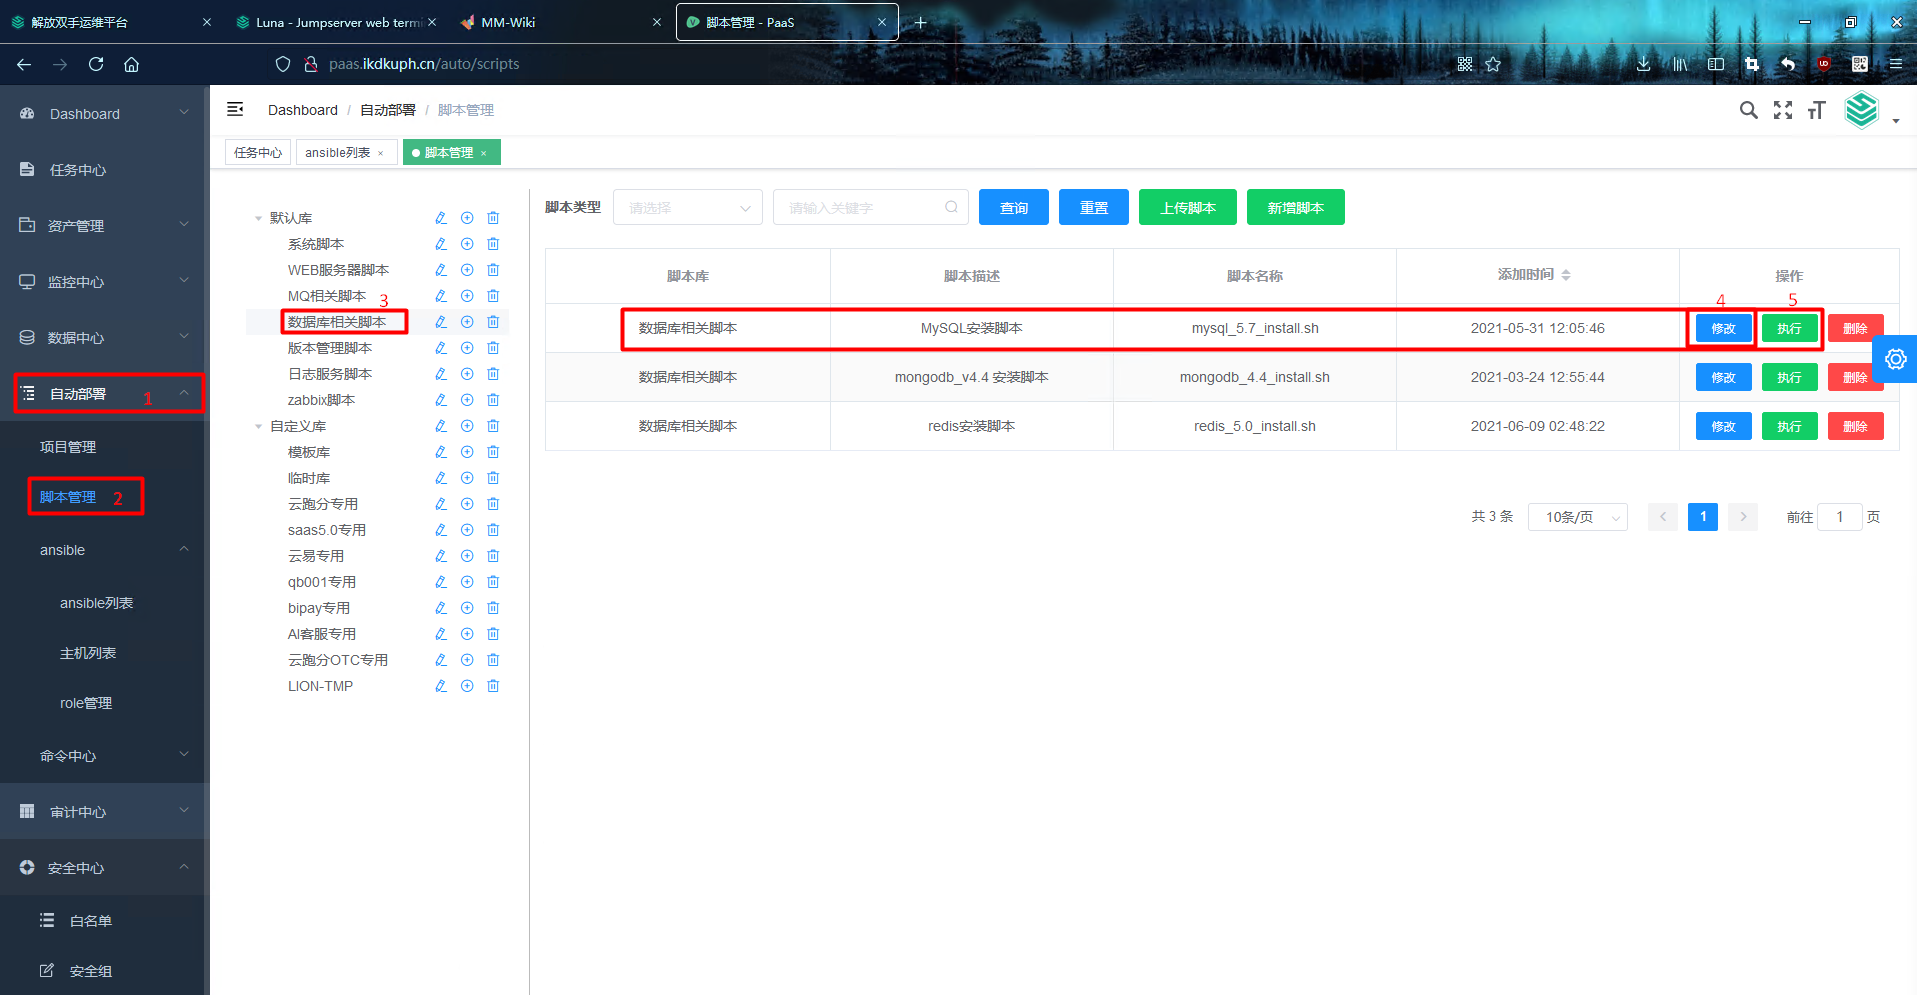 解放双手运维平台
Luna - Jumpserver web termi
MM-Wiki
脚本管理 - PaaS
paas.ikdkuph.cn/auto/scripts
Dashboard
任务中心
资产管理
监控中心
数据中心
自动部署 1
项目管理
脚本管理 2
ansible
ansible列表
主机列表
role管理
命令中心
审计中心
安全中心
白名单
安全组
Dashboard / 自动部署 / 脚本管理
任务中心
ansible列表 ×
脚本管理 ×
默认库
系统脚本
WEB服务器脚本
MQ相关脚本 3
数据库相关脚本
版本管理脚本
日志服务脚本
zabbix脚本
自定义库
模板库
临时库
云跑分专用
saas5.0专用
云易专用
qb001专用
bipay专用
AI客服专用
云跑分OTC专用
LION-TMP
脚本类型 请选择 请输入关键字 查询 重置 上传脚本 新增脚本
脚本库 脚本描述 脚本名称 添加时间 操作
4 5
数据库相关脚本 MySQL安装脚本 mysql_5.7_install.sh 2021-05-31 12:05:46 修改 执行 删除
数据库相关脚本 mongodb_v4.4 安装脚本 mongodb_4.4_install.sh 2021-03-24 12:55:44 修改 执行 删除
数据库相关脚本 redis安装脚本 redis_5.0_install.sh 2021-06-09 02:48:22 修改 执行 删除
共 3 条 10条/页 1 前往 1 页